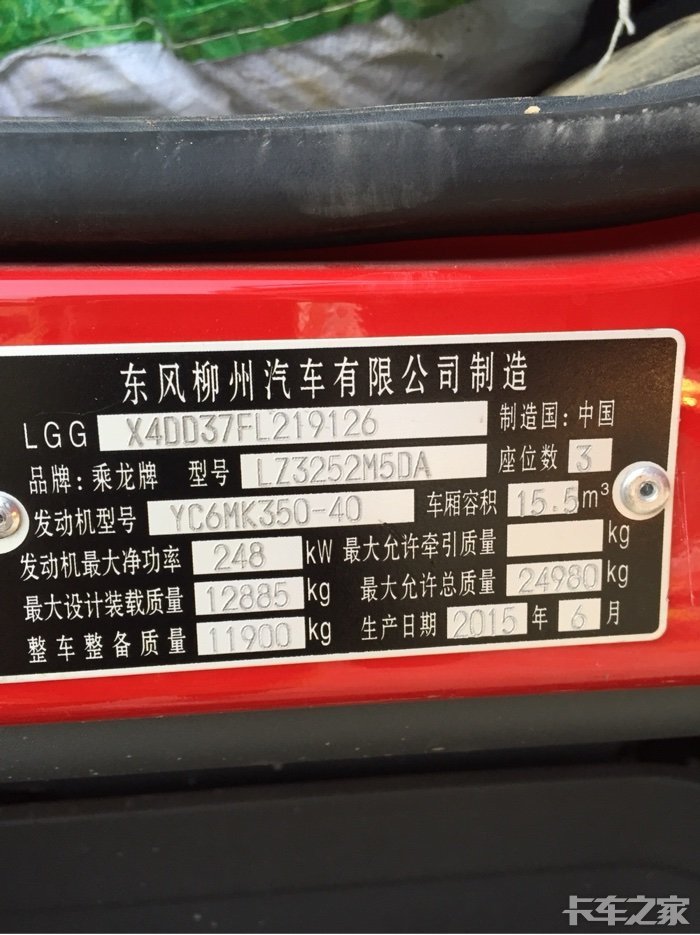 东风柳州汽车有限公司制造
LGG X4DD37FL219126 制造国:中国
品牌:乘龙牌 型号 LZ3252M5DA 座位数 3
发动机型号 YC6MK350-40 车厢容积 15.5m³
发动机最大净功率 248 kW 最大允许牵引质量 kg
最大设计装载质量 12885 kg 最大允许总质量 24980 kg
整车整备质量 11900 kg 生产日期 2015 年 6 月
卡车之家